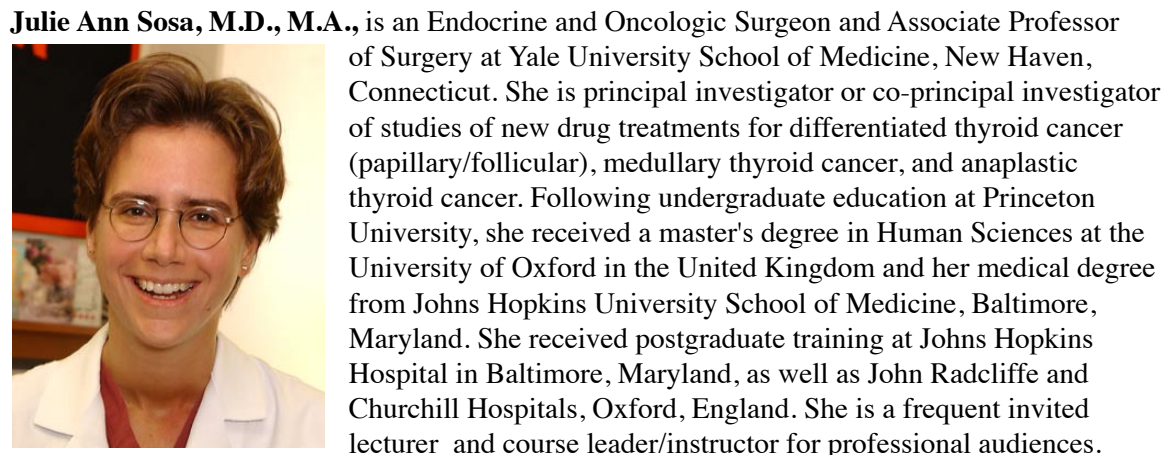 Julie Ann Sosa, M.D., M.A., is an Endocrine and Oncologic Surgeon and Associate Professor
of Surgery at Yale University School of Medicine, New Haven,
Connecticut. She is principal investigator or co-principal investigator
of studies of new drug treatments for differentiated thyroid cancer
(papillary/follicular), medullary thyroid cancer, and anaplastic
thyroid cancer. Following undergraduate education at Princeton
University, she received a master's degree in Human Sciences at the
University of Oxford in the United Kingdom and her medical degree
from Johns Hopkins University School of Medicine, Baltimore,
Maryland. She received postgraduate training at Johns Hopkins
Hospital in Baltimore, Maryland, as well as John Radcliffe and
Churchill Hospitals, Oxford, England. She is a frequent invited
lecturer  and course leader/instructor for professional audiences.